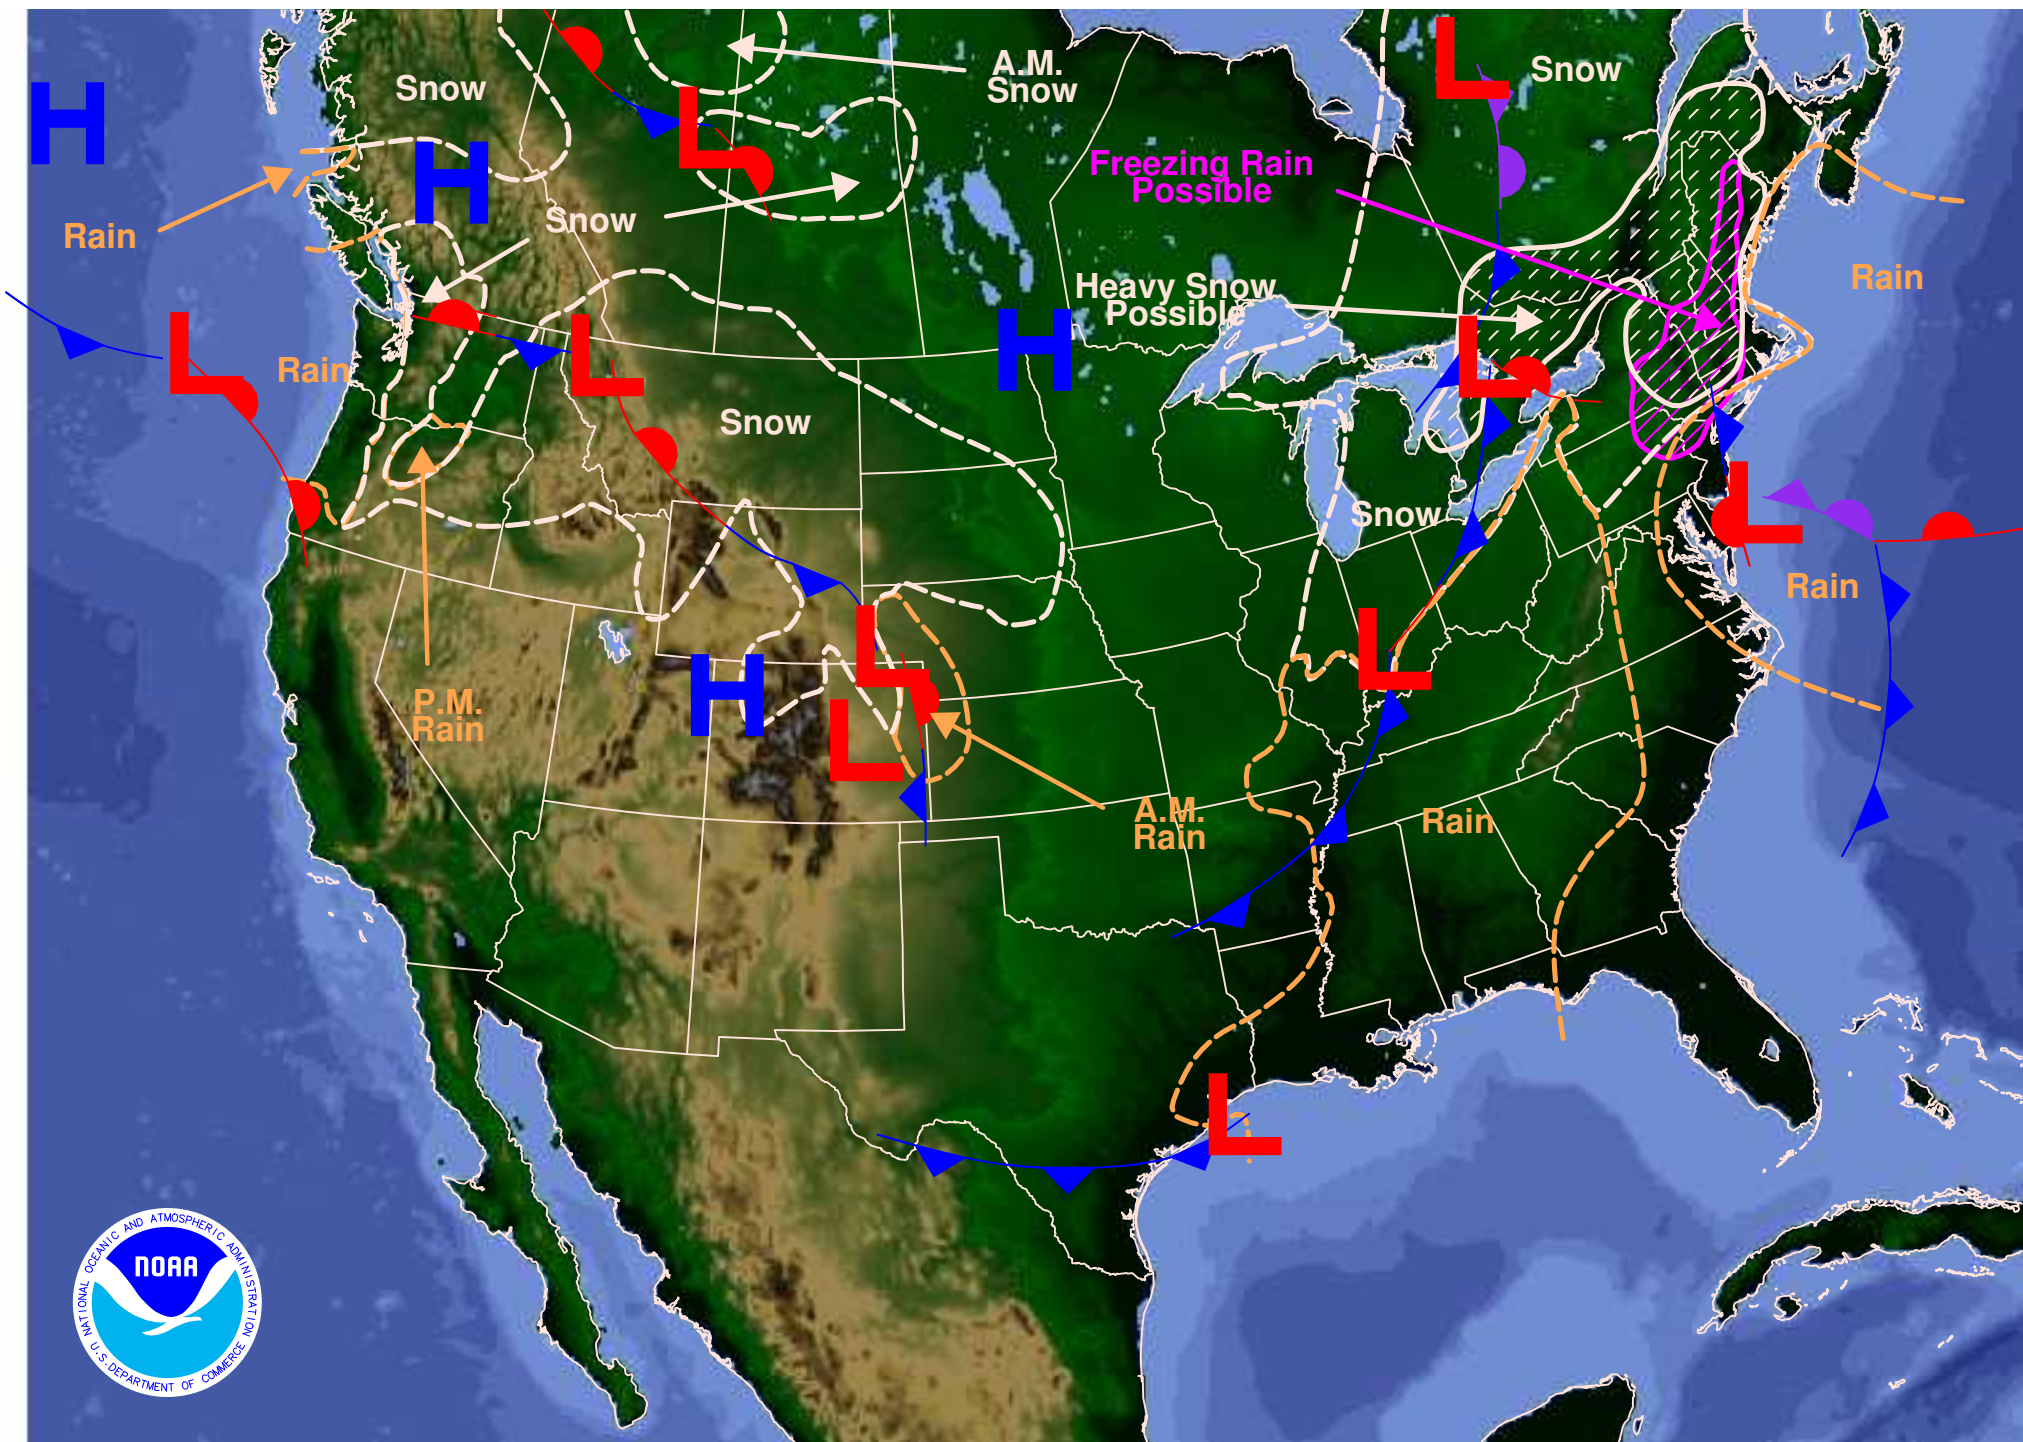 Snow
A.M.
Snow
Snow
H
L
L
Freezing Rain
Possible
H
Snow
Rain
Rain
Heavy Snow
Possible
H
L
L
L
Rain
Snow
Snow
L
Rain
L
L
H
P.M.
Rain
L
A.M.
Rain
Rain
L
NOAA
NATIONAL OCEANIC AND ATMOSPHERIC ADMINISTRATION
U.S. DEPARTMENT OF COMMERCE